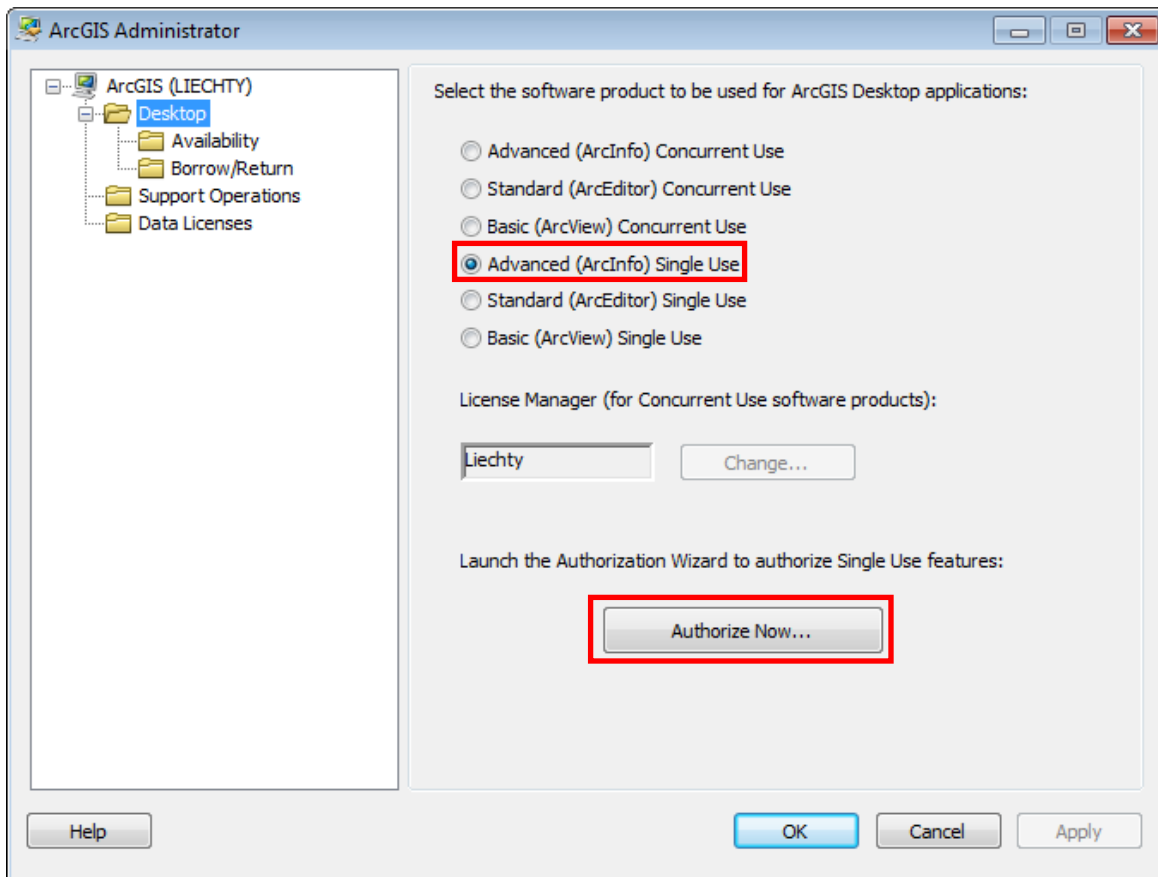 ArcGIS Administrator
ArcGIS (LIECHTY)
Desktop
Availability
Borrow/Return
Support Operations
Data Licenses
Select the software product to be used for ArcGIS Desktop applications:
Advanced (ArcInfo) Concurrent Use
Standard (ArcEditor) Concurrent Use
Basic (ArcView) Concurrent Use
Advanced (ArcInfo) Single Use
Standard (ArcEditor) Single Use
Basic (ArcView) Single Use
License Manager (for Concurrent Use software products):
Liechty
Change...
Launch the Authorization Wizard to authorize Single Use features:
Authorize Now...
Help
OK
Cancel
Apply